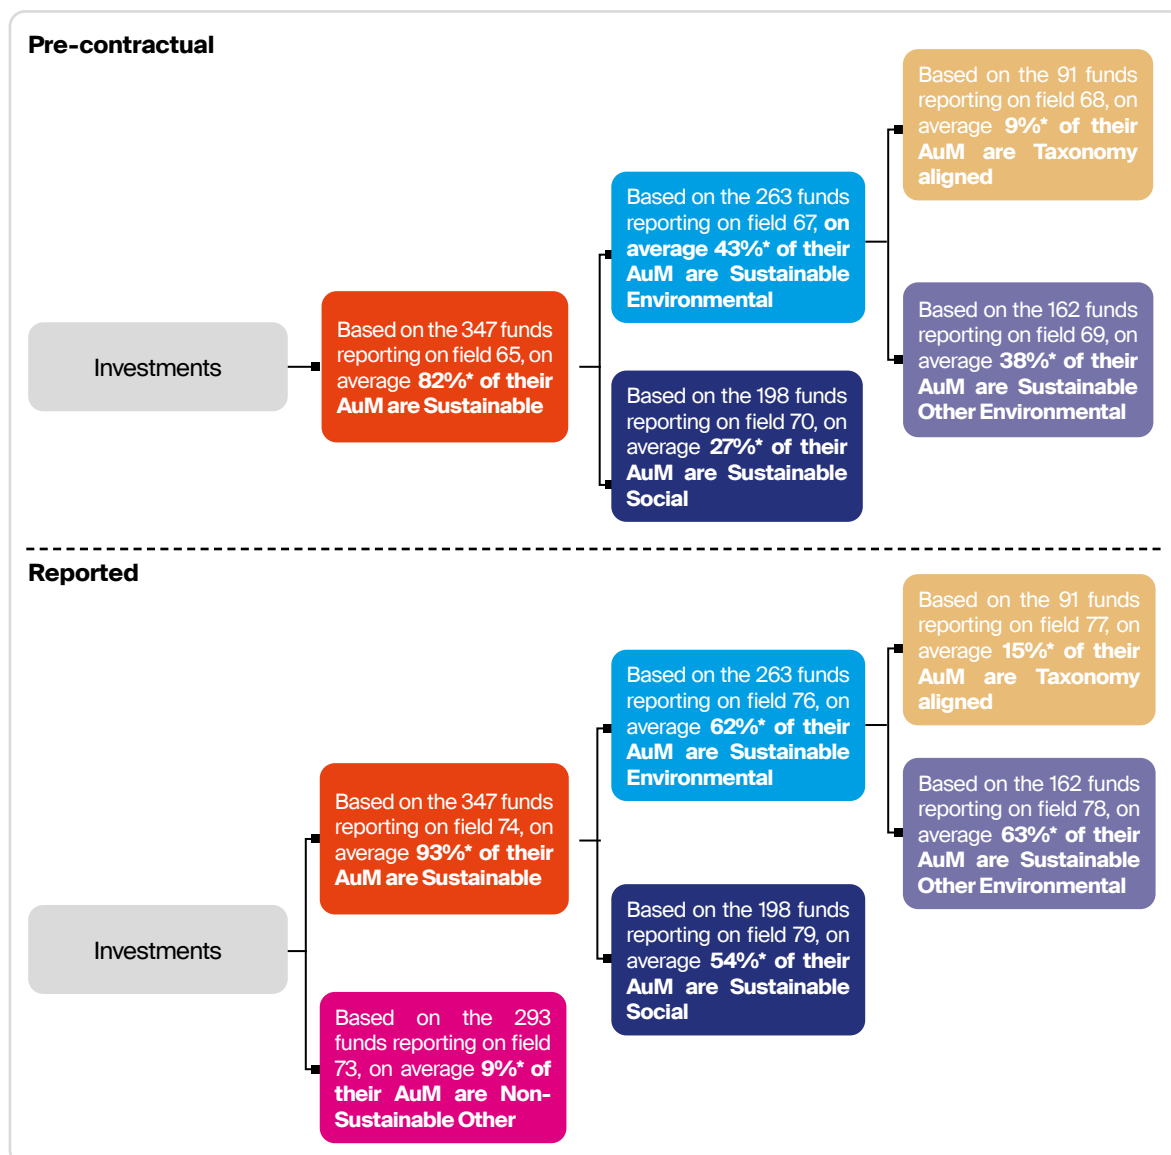 Pre-contractual
Based on the 91 funds
reporting on field 68, on
average 9%* of their
AuM are Taxonomy
aligned
Based on the 263 funds
reporting on field 67, on
average 43%* of their
AuM are Sustainable
Environmental
Based on the 162 funds
reporting on field 69, on
average 38%* of their
AuM are Sustainable
Other Environmental
Investments
Based on the 347 funds
reporting on field 65, on
average 82%* of their
AuM are Sustainable
Based on the 198 funds
reporting on field 70, on
average 27%* of their
AuM are Sustainable
Social
Reported
Based on the 91 funds
reporting on field 77, on
average 15%* of their
AuM are Taxonomy
aligned
Based on the 263 funds
reporting on field 76, on
average 62%* of their
AuM are Sustainable
Environmental
Based on the 162 funds
reporting on field 78, on
average 63%* of their
AuM are Sustainable
Other Environmental
Based on the 347 funds
reporting on field 74, on
average 93%* of their
AuM are Sustainable
Based on the 198 funds
reporting on field 79, on
average 54%* of their
AuM are Sustainable
Social
Investments
Based on the 293
funds reporting on field
73, on average 9%* of
their AuM are Non-
Sustainable Other